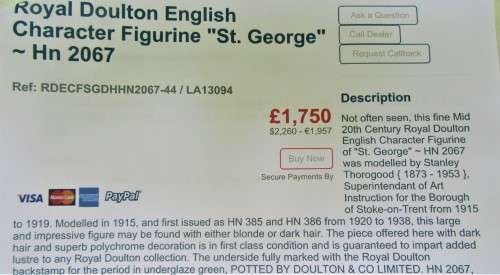 Royal Doulton English
Character Figurine "St. George"
~ Hn 2067
Ask a Question
Call Dealer
Request Callback
Ref: RDECFSGDHHN2067-44 / LA13094
£1,750
$2,260 - €1,957
Buy Now
Secure Payments By
VISA MasterCard AMERICAN EXPRESS PayPal
Description
Not often seen, this fine Mid
20th Century Royal Doulton
English Character Figurine
of "St. George" ~ HN 2067
was modelled by Stanley
Thorogood { 1873 - 1953 },
Superintendant of Art
Instruction for the Borough
of Stoke-on-Trent from 1915
to 1919. Modelled in 1915, and first issued as HN 385 and HN 386 from 1920 to 1938, this large
and impressive figure may be found with either blonde or dark hair. The piece offered here with dark
hair and superb polychrome decoration is in first class condition and is guaranteed to impart added
lustre to any Royal Doulton collection. The underside fully marked with the Royal Doulton
backstamp for the period in underglaze green, POTTED BY DOULTON & CO LIMITED, HN 2067,